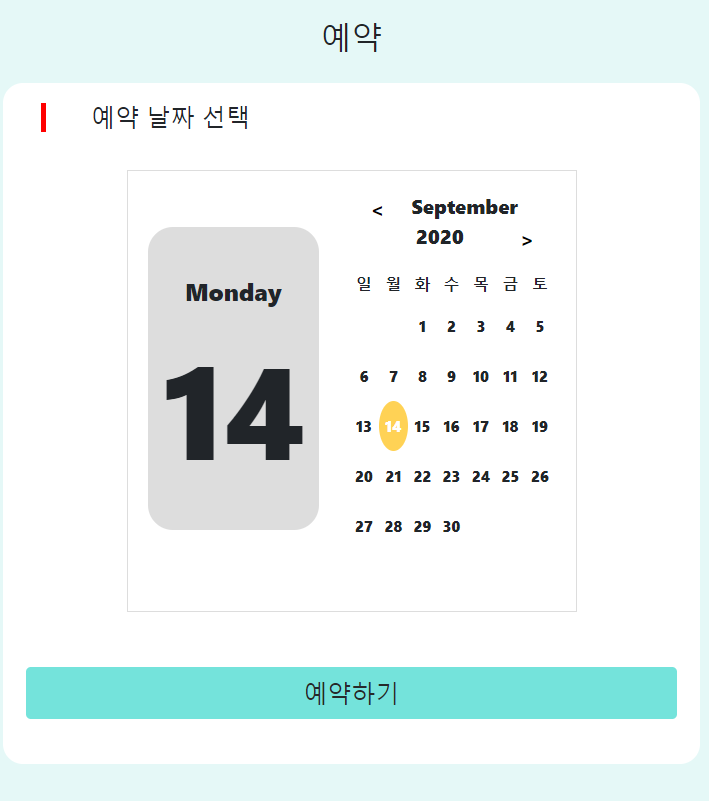 예약
예약 날짜 선택
Monday
14
< September
2020 >
일 월 화 수 목 금 토
1 2 3 4 5
6 7 8 9 10 11 12
13 14 15 16 17 18 19
20 21 22 23 24 25 26
27 28 29 30
예약하기